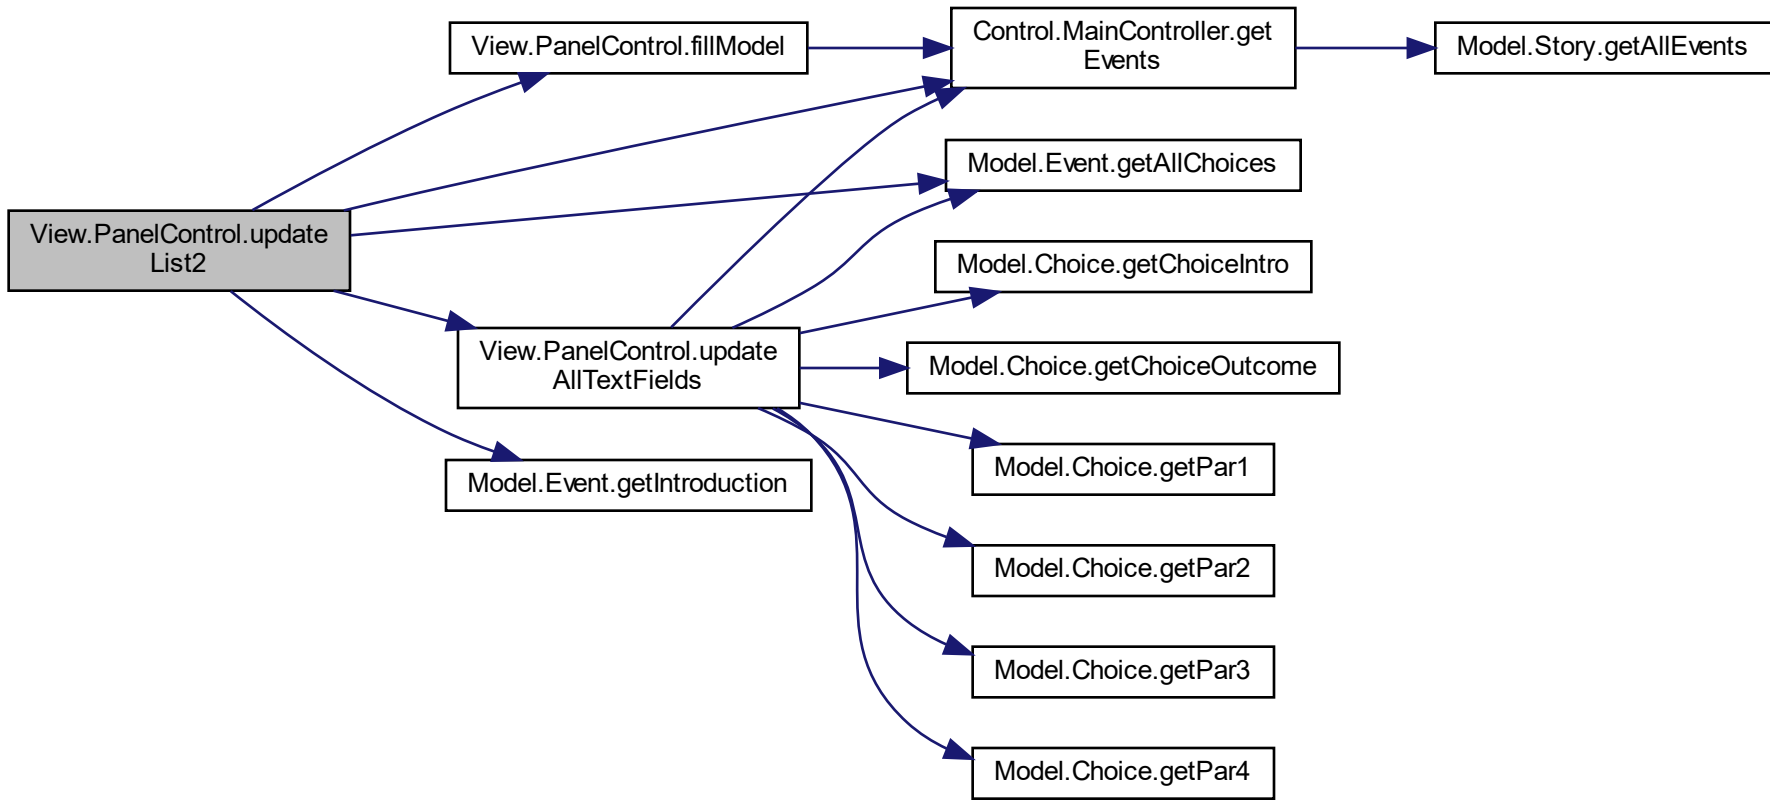 View.PanelControl.update
List2
View.PanelControl.fillModel
Control.MainController.get
Events
Model.Story.getAllEvents
Model.Event.getAllChoices
View.PanelControl.update
AllTextFields
Model.Choice.getChoiceIntro
Model.Choice.getChoiceOutcome
Model.Choice.getPar1
Model.Choice.getPar2
Model.Choice.getPar3
Model.Choice.getPar4
Model.Event.getIntroduction